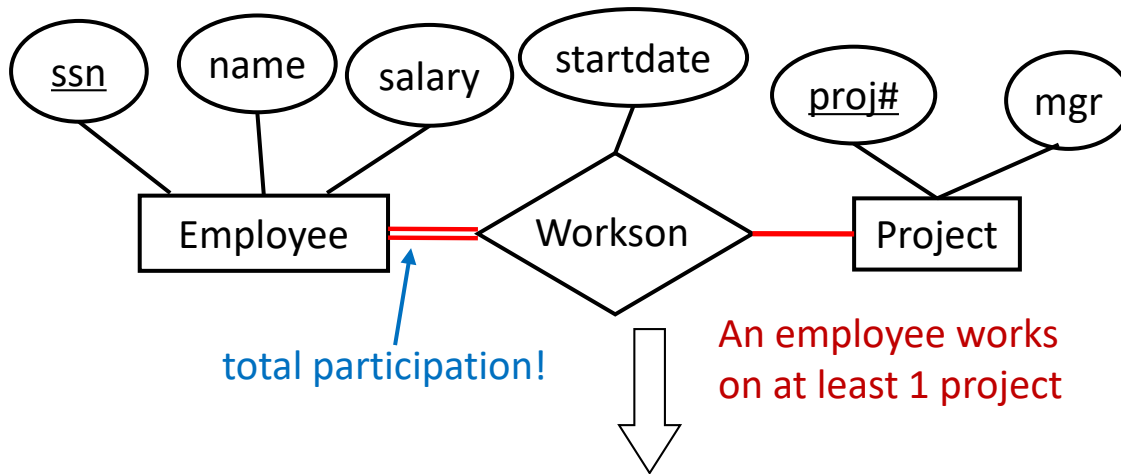 ssn
name
salary
startdate
proj#
mgr
Employee
Workson
Project
total participation!
An employee works
on at least 1 project